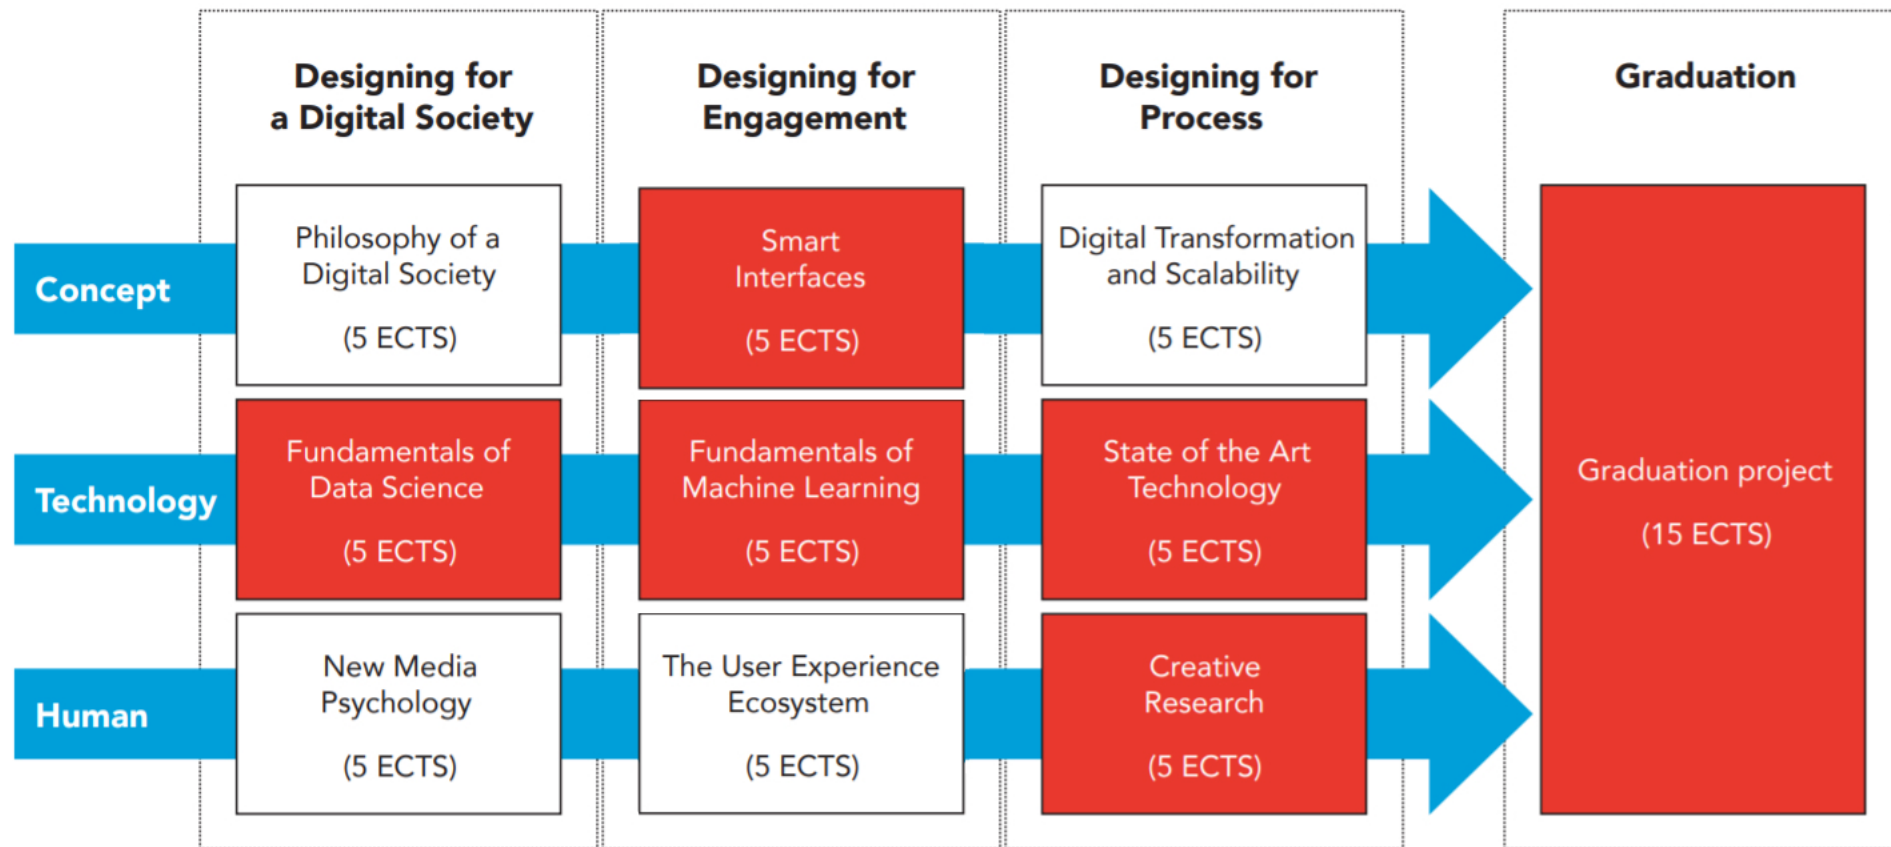 Designing for
a Digital Society
Designing for
Engagement
Designing for
Process
Graduation
Concept
Philosophy of a
Digital Society
(5 ECTS)
Smart
Interfaces
(5 ECTS)
Digital Transformation
and Scalability
(5 ECTS)
Technology
Fundamentals of
Data Science
(5 ECTS)
Fundamentals of
Machine Learning
(5 ECTS)
State of the Art
Technology
(5 ECTS)
Graduation project
(15 ECTS)
Human
New Media
Psychology
(5 ECTS)
The User Experience
Ecosystem
(5 ECTS)
Creative
Research
(5 ECTS)